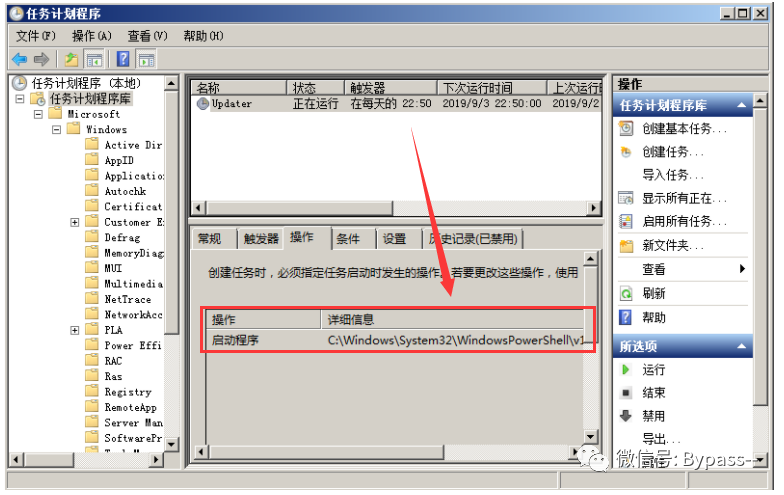 任务计划程序
文件(F) 操作(A) 查看(V) 帮助(H)
任务计划程序 (本地)
任务计划程序库
Microsoft
Windows
Active Dir
AppID
Applicatio
Autochk
Certificat
Customer E
Defrag
MemoryDiag
MUI
Multimedia
NetTrace
NetworkAcc
PLA
Power Effi
RAC
Ras
Registry
RemoteApp
Server Man
SoftwarePr
名称 状态 触发器 下次运行时间 上次运行
Updater 正在运行 在每天的 22:50 2019/9/3 22:50:00 2019/9/2
常规 触发器 操作 条件 设置 历史记录(已禁用)
创建任务时，必须指定任务启动时发生的操作。若要更改这些操作，使用
操作 详细信息
启动程序 C:\Windows\System32\WindowsPowerShell\v1
操作
任务计划程序库
创建基本任务...
创建任务...
导入任务...
显示所有正在...
启用所有任务...
新文件夹...
查看
刷新
帮助
所选项
运行
结束
禁用
导出...
属性
微信号: Bypass--